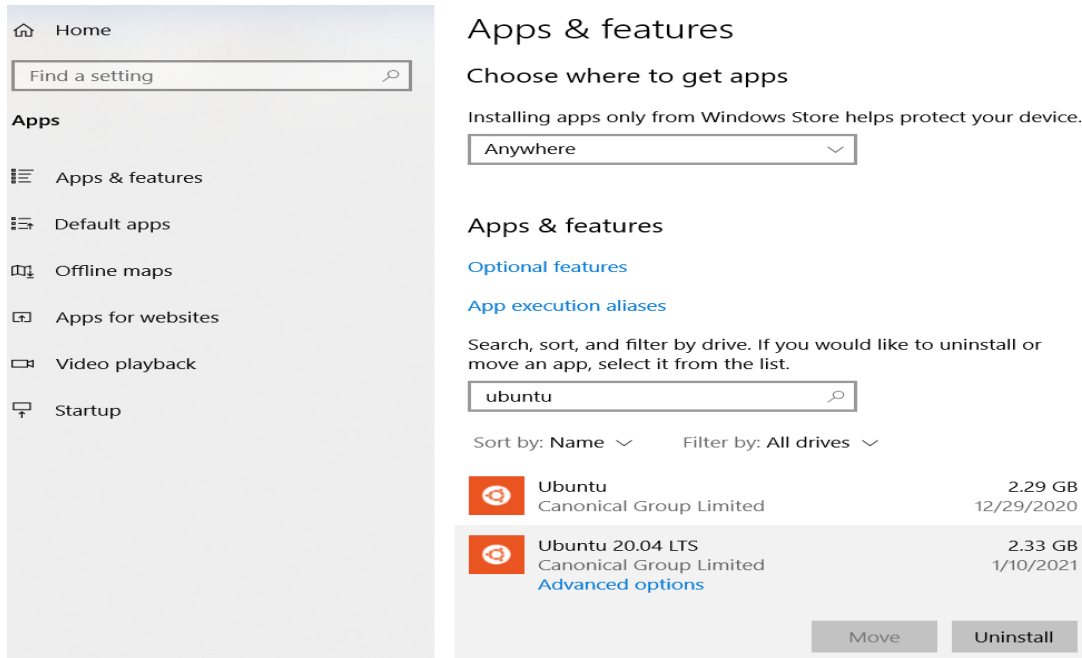 Home
Find a setting
Apps
Apps & features
Default apps
Offline maps
Apps for websites
Video playback
Startup
Apps & features
Choose where to get apps
Installing apps only from Windows Store helps protect your device.
Anywhere
Apps & features
Optional features
App execution aliases
Search, sort, and filter by drive. If you would like to uninstall or
move an app, select it from the list.
ubuntu
Sort by: Name Filter by: All drives
Ubuntu 2.29 GB
Canonical Group Limited 12/29/2020
Ubuntu 20.04 LTS 2.33 GB
Canonical Group Limited 1/10/2021
Advanced options
Move Uninstall